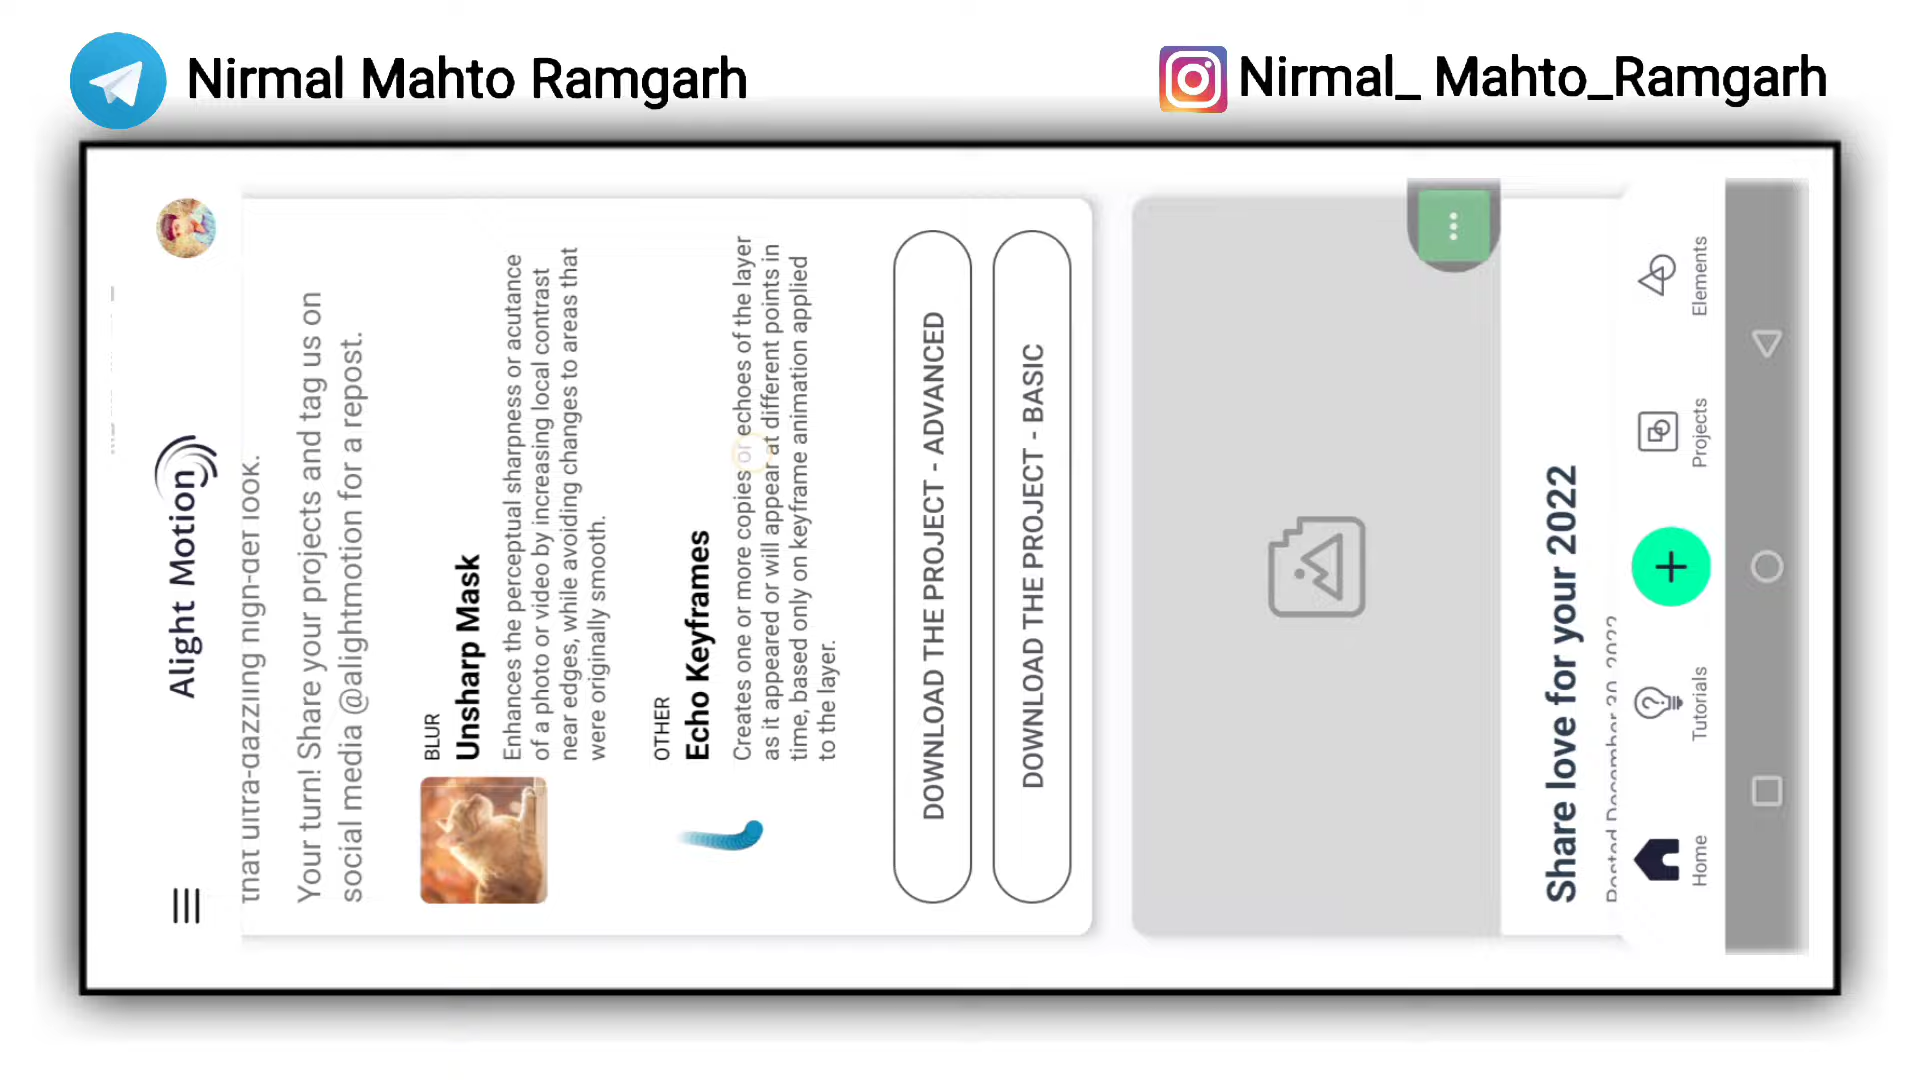 Nirmal Mahto Ramgarh
Nirmal_ Mahto_Ramgarh
Alight Motion
that ultra-dazzling high-def look.
Your turn! Share your projects and tag us on
social media @alightmotion for a repost.
BLUR
Unsharp Mask
Enhances the perceptual sharpness or acutance
of a photo or video by increasing local contrast
near edges, while avoiding changes to areas that
were originally smooth.
OTHER
Echo Keyframes
Creates one or more copies or echoes of the layer
as it appeared or will appear at different points in
time, based only on keyframe animation applied
to the layer.
DOWNLOAD THE PROJECT - ADVANCED
DOWNLOAD THE PROJECT - BASIC
Share love for your 2022
Posted December 30, 2022
Home
Tutorials
Projects
Elements